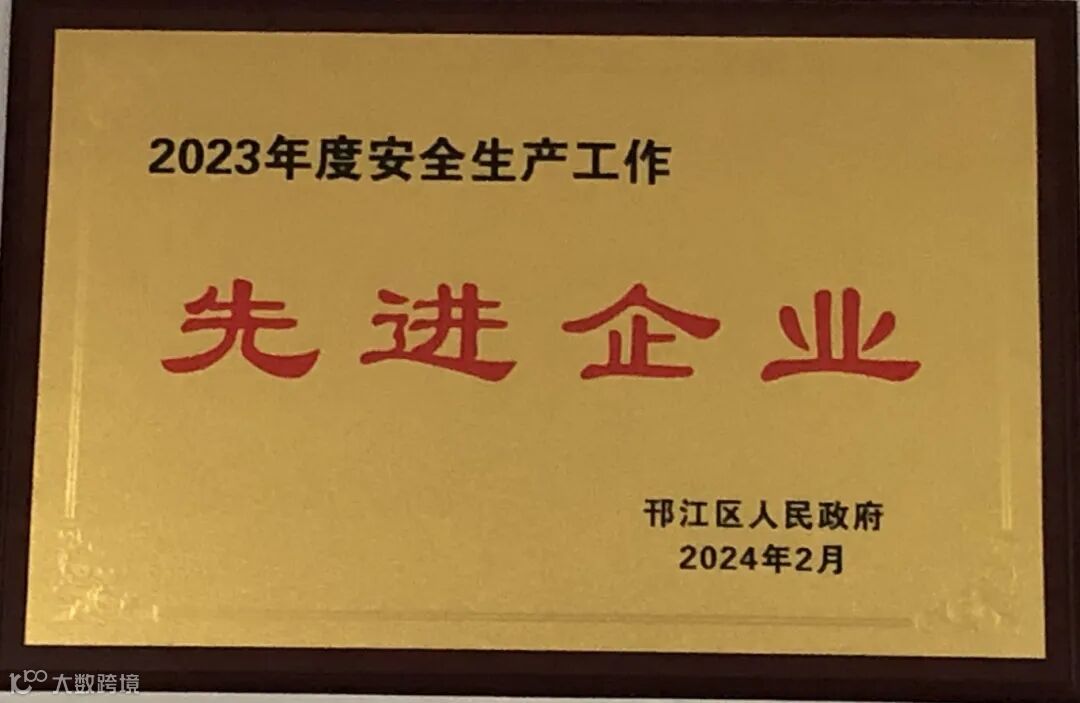 2023年度安全生产工作
先进企业
邗江区人民政府
2024年2月
大数跨境